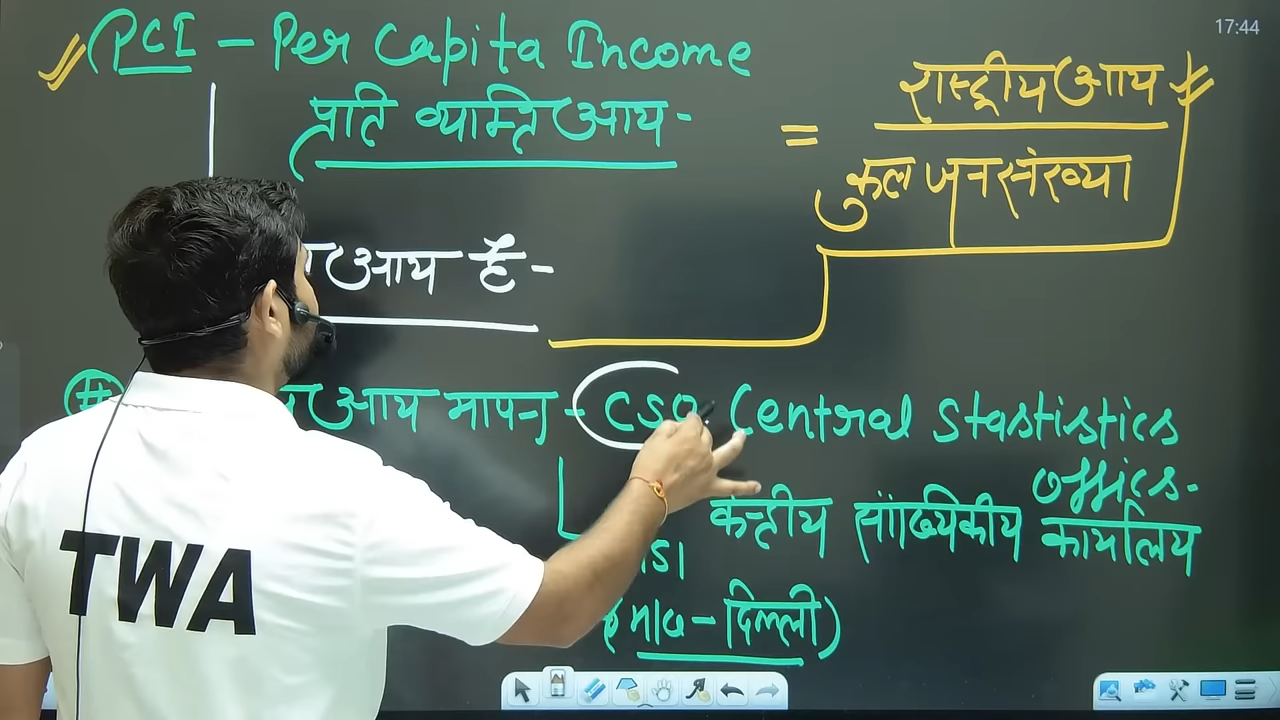 17:44
PCI - Per Capita Income
प्रति व्यक्ति आय -
= राष्ट्रीय आय
कुल जनसंख्या
आय है -
# आय मापन - CSO Central Stastistics
Offics.
केन्द्रीय सांख्यिकीय कार्यालय
(मु॰ - दिल्ली)
TWA